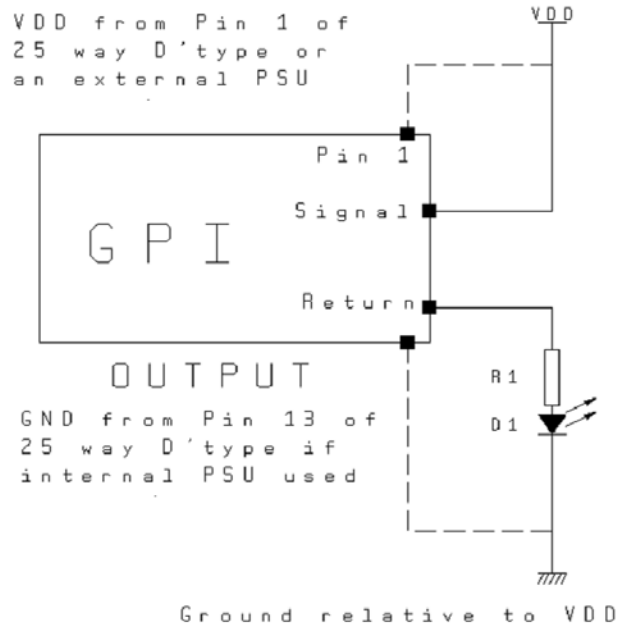 VDD from Pin 1 of
25 way D'type or
an external PSU
VDD
Pin 1
Signal
GPI
Return
OUTPUT
R1
D1
GND from Pin 13 of
25 way D'type if
internal PSU used
Ground relative to VDD